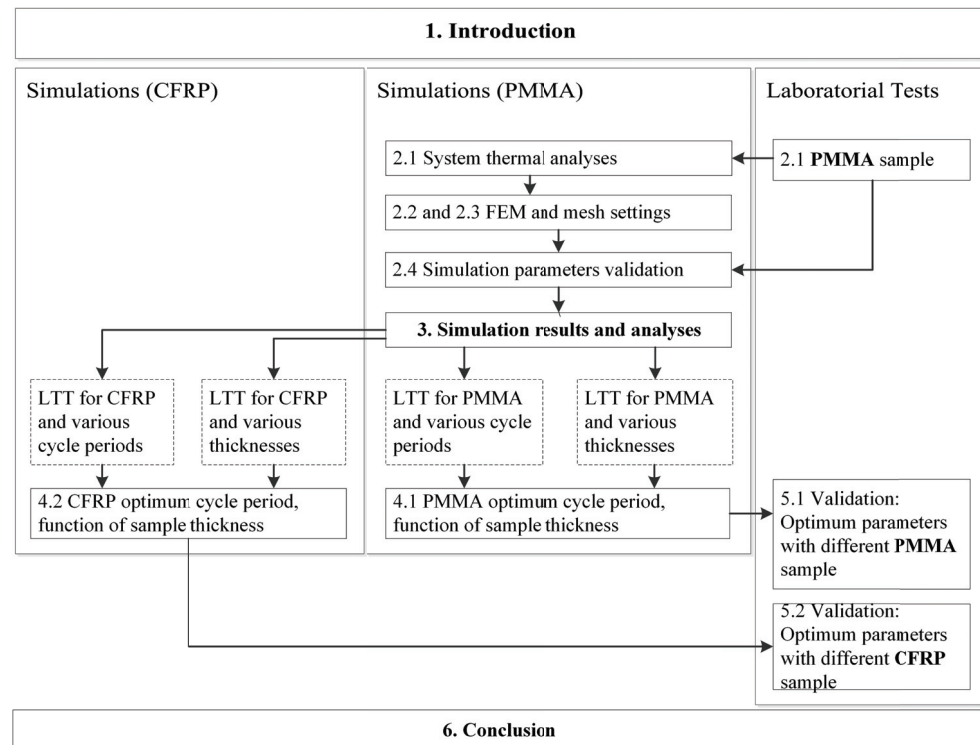 1. Introduction
Simulations (CFRP)
Simulations (PMMA)
Laboratorial Tests
2.1 System thermal analyses
2.1 PMMA sample
2.2 and 2.3 FEM and mesh settings
2.4 Simulation parameters validation
3. Simulation results and analyses
LTT for CFRP
and various
cycle periods
LTT for CFRP
and various
thicknesses
LTT for PMMA
and various cycle
periods
LTT for PMMA
and various
thicknesses
4.2 CFRP optimum cycle period,
function of sample thickness
4.1 PMMA optimum cycle period,
function of sample thickness
5.1 Validation:
Optimum parameters
with different PMMA
sample
5.2 Validation:
Optimum parameters
with different CFRP
sample
6. Conclusion